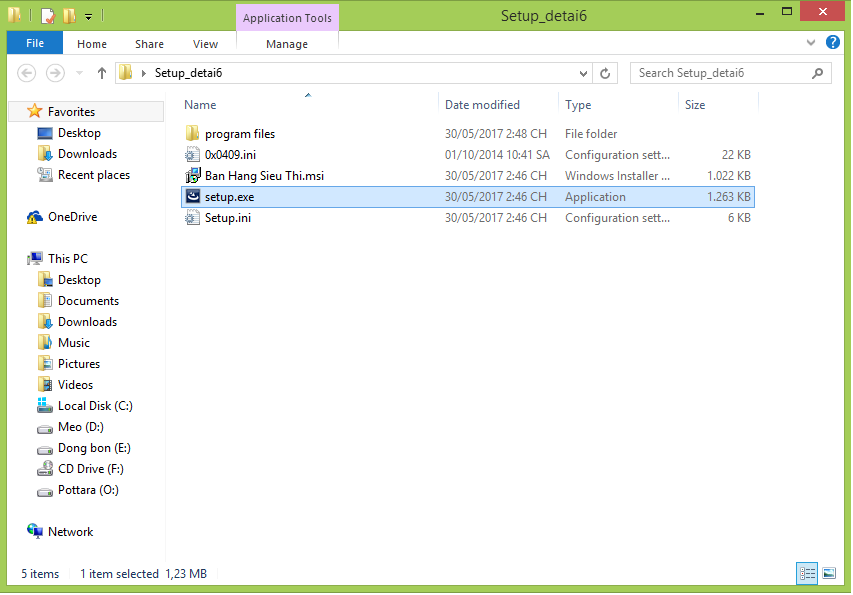 Application Tools
Setup_detai6
File Home Share View Manage
Setup_detai6
Search Setup_detai6
Name Date modified Type Size
program files 30/05/2017 2:48 CH File folder
0x0409.ini 01/10/2014 10:41 SA Configuration sett... 22 KB
Ban Hang Sieu Thi.msi 30/05/2017 2:46 CH Windows Installer ... 1.022 KB
setup.exe 30/05/2017 2:46 CH Application 1.263 KB
Setup.ini 30/05/2017 2:46 CH Configuration sett... 6 KB
Favorites
Desktop
Downloads
Recent places
OneDrive
This PC
Desktop
Documents
Downloads
Music
Pictures
Videos
Local Disk (C:)
Meo (D:)
Dong bon (E:)
CD Drive (F:)
Pottara (O:)
Network
5 items 1 item selected 1,23 MB